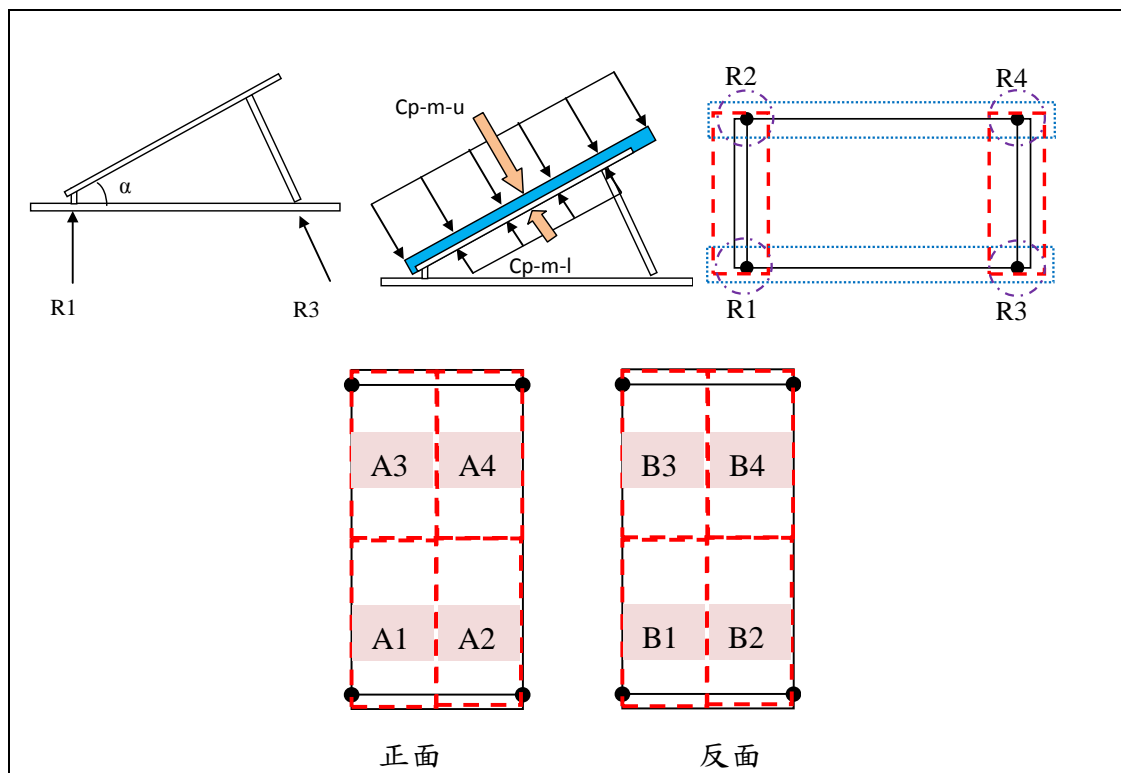 R1
α
R3
Cp-m-u
Cp-m-l
R2
R4
R1
R3
A3 A4
A1 A2
B3 B4
B1 B2
正面
反面